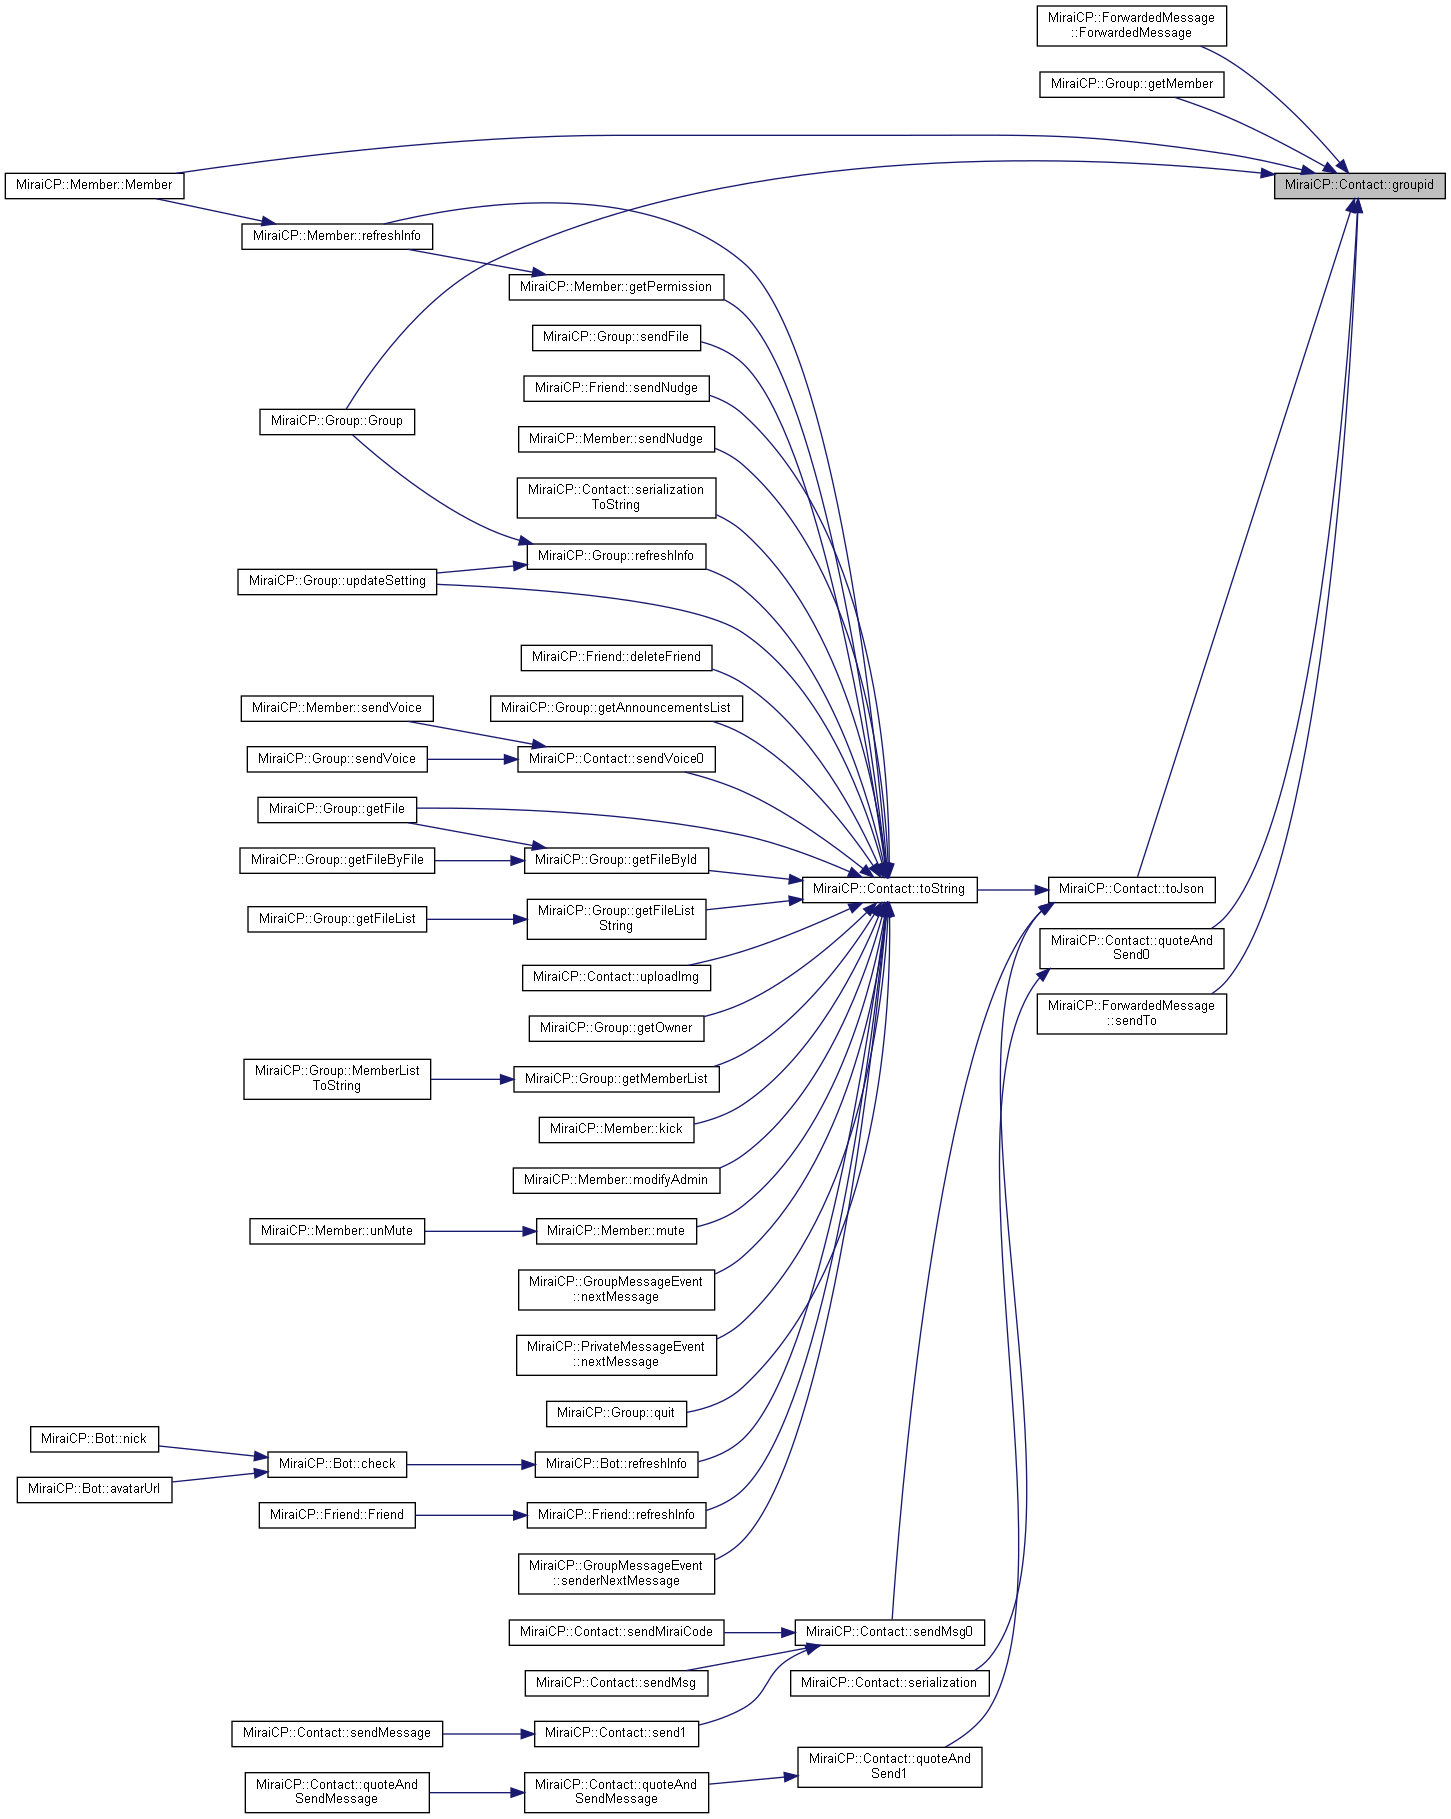 MiraiCP::ForwardedMessage
::ForwardedMessage
MiraiCP::Group::getMember
MiraiCP::Member::Member
MiraiCP::Contact::groupid
MiraiCP::Member::refreshInfo
MiraiCP::Member::getPermission
MiraiCP::Group::sendFile
MiraiCP::Friend::sendNudge
MiraiCP::Group::Group
MiraiCP::Member::sendNudge
MiraiCP::Contact::serialization
ToString
MiraiCP::Group::refreshInfo
MiraiCP::Group::updateSetting
MiraiCP::Friend::deleteFriend
MiraiCP::Member::sendVoice
MiraiCP::Group::getAnnouncementsList
MiraiCP::Group::sendVoice
MiraiCP::Contact::sendVoice0
MiraiCP::Group::getFile
MiraiCP::Group::getFileByFile
MiraiCP::Group::getFileById
MiraiCP::Contact::toString
MiraiCP::Contact::toJson
MiraiCP::Group::getFileList
MiraiCP::Group::getFileList
String
MiraiCP::Contact::quoteAnd
Send0
MiraiCP::Contact::uploadImg
MiraiCP::ForwardedMessage
::sendTo
MiraiCP::Group::getOwner
MiraiCP::Group::MemberList
ToString
MiraiCP::Group::getMemberList
MiraiCP::Member::kick
MiraiCP::Member::modifyAdmin
MiraiCP::Member::unMute
MiraiCP::Member::mute
MiraiCP::GroupMessageEvent
::nextMessage
MiraiCP::PrivateMessageEvent
::nextMessage
MiraiCP::Group::quit
MiraiCP::Bot::nick
MiraiCP::Bot::check
MiraiCP::Bot::refreshInfo
MiraiCP::Bot::avatarUrl
MiraiCP::Friend::Friend
MiraiCP::Friend::refreshInfo
MiraiCP::GroupMessageEvent
::senderNextMessage
MiraiCP::Contact::sendMiraiCode
MiraiCP::Contact::sendMsg0
MiraiCP::Contact::sendMsg
MiraiCP::Contact::serialization
MiraiCP::Contact::sendMessage
MiraiCP::Contact::send1
MiraiCP::Contact::quoteAnd
Send1
MiraiCP::Contact::quoteAnd
SendMessage
MiraiCP::Contact::quoteAnd
SendMessage